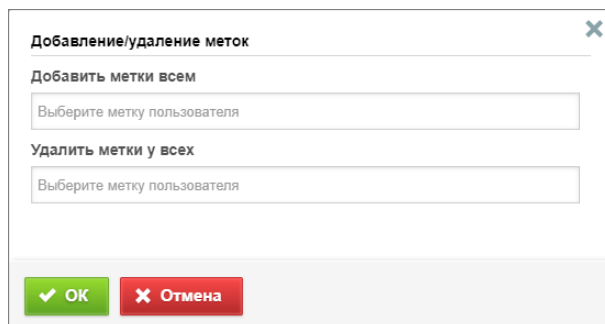 Добавление/удаление меток
Добавить метки всем
Выберите метку пользователя
Удалить метки у всех
Выберите метку пользователя
ОК
Отмена